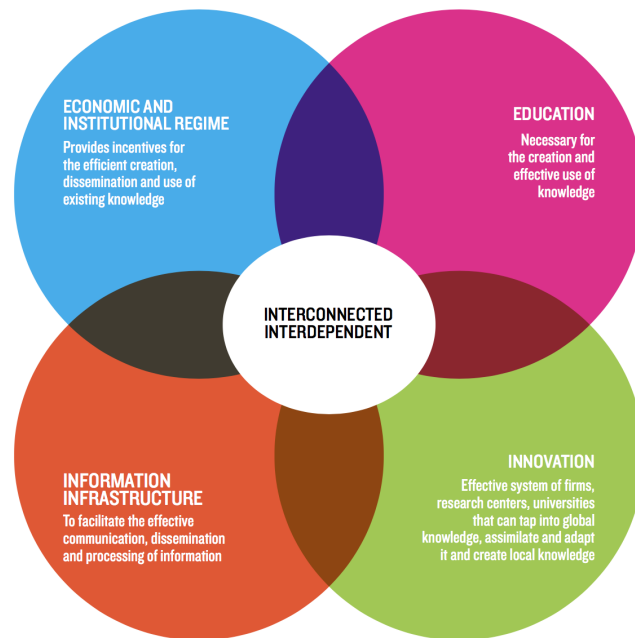 ECONOMIC AND
INSTITUTIONAL REGIME
Provides incentives for
the efficient creation,
dissemination and use of
existing knowledge
EDUCATION
Necessary for
the creation and
effective use of
knowledge
INTERCONNECTED
INTERDEPENDENT
INFORMATION
INFRASTRUCTURE
To facilitate the effective
communication, dissemination
and processing of information
INNOVATION
Effective system of firms,
research centers, universities
that can tap into global
knowledge, assimilate and adapt
it and create local knowledge